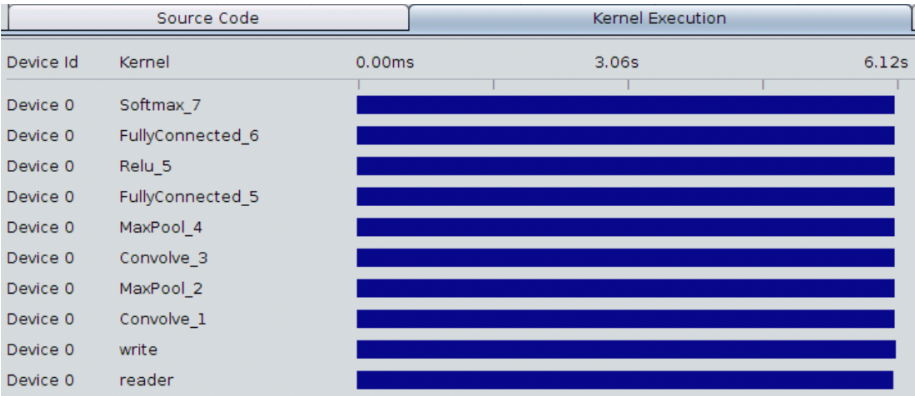 Source Code Kernel Execution
Device Id Kernel 0.00ms 3.06s 6.12s
Device 0 Softmax_7
Device 0 FullyConnected_6
Device 0 Relu_5
Device 0 FullyConnected_5
Device 0 MaxPool_4
Device 0 Convolve_3
Device 0 MaxPool_2
Device 0 Convolve_1
Device 0 write
Device 0 reader